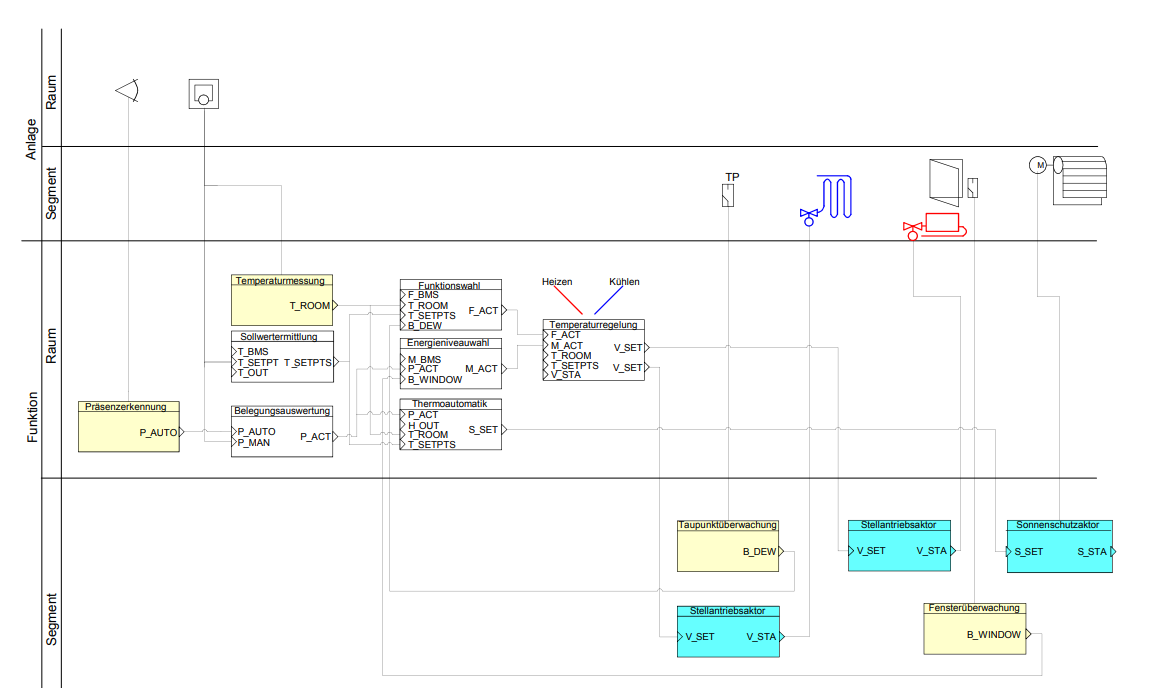 Anlage
Raum
Segment
TP
M
Funktion
Raum
Segment
Temperaturmessung
T_ROOM
Sollwertermittlung
T_BMS
T_SETPT T_SETPTS
T_OUT
Präsenzerkennung
P_AUTO
Belegungsauswertung
P_AUTO
P_MAN
P_ACT
Funktionswahl
F_BMS
T_ROOM
T_SETPTS
B_DEW
F_ACT
Energieniveauwahl
M_BMS
P_ACT
B_WINDOW
M_ACT
Thermoautomatik
P_ACT
H_OUT
T_ROOM
T_SETPTS
S_SET
Heizen
Kühlen
Temperaturregelung
F_ACT
M_ACT
T_ROOM
T_SETPTS
V_STA
V_SET
V_SET
Taupunktüberwachung
B_DEW
Stellantriebsaktor
V_SET V_STA
Stellantriebsaktor
V_SET V_STA
Sonnenschutzaktor
S_SET S_STA
Fensterüberwachung
B_WINDOW